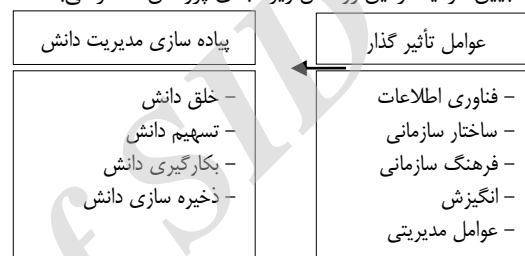 عوامل تأثیر گذار
پیاده سازی مدیریت دانش
- فناوری اطلاعات
- ساختار سازمانی
- فرهنگ سازمانی
- انگیزش
- عوامل مدیریتی
- خلق دانش
- تسهیم دانش
- بکارگیری دانش
- ذخیره سازی دانش
f SID